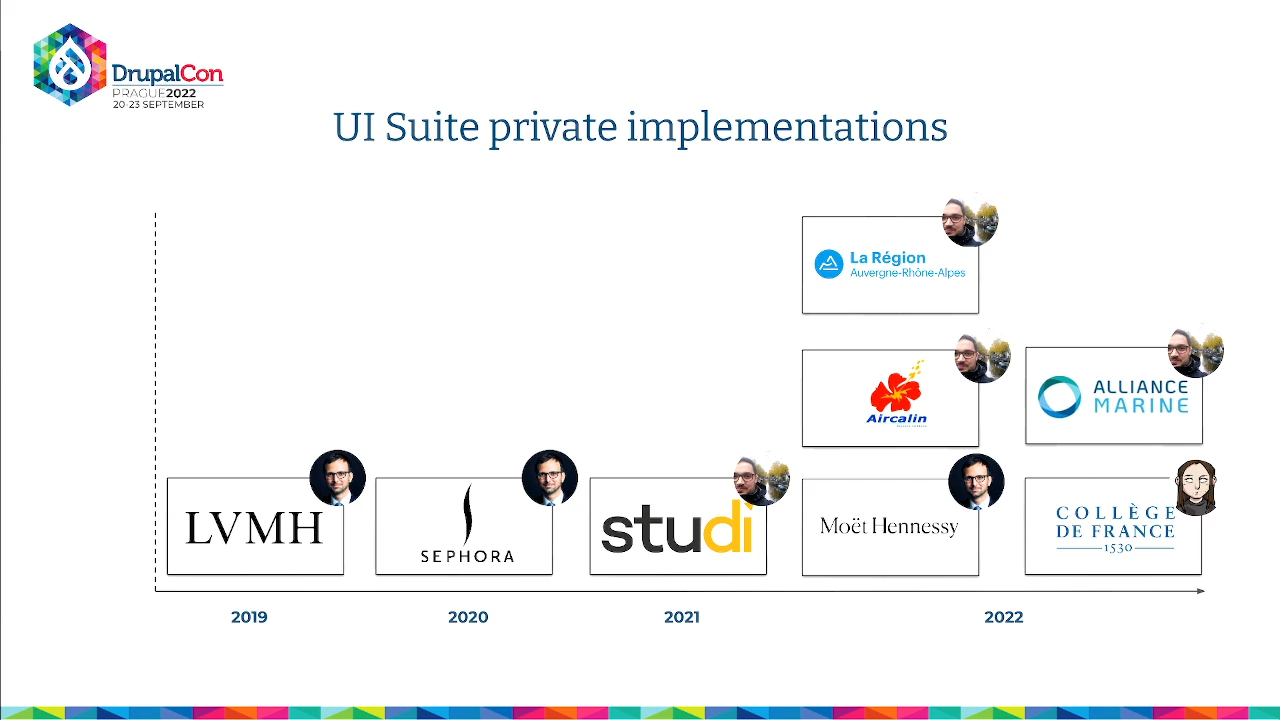 DrupalCon
PRAGUE2022
20-23 SEPTEMBER
UI Suite private implementations
La Région
Auvergne-Rhône-Alpes
Aircalin
ALLIANCE
MARINE
LVMH
SEPHORA
studi
Moët Hennessy
COLLÈGE
DE FRANCE
1530
2019
2020
2021
2022